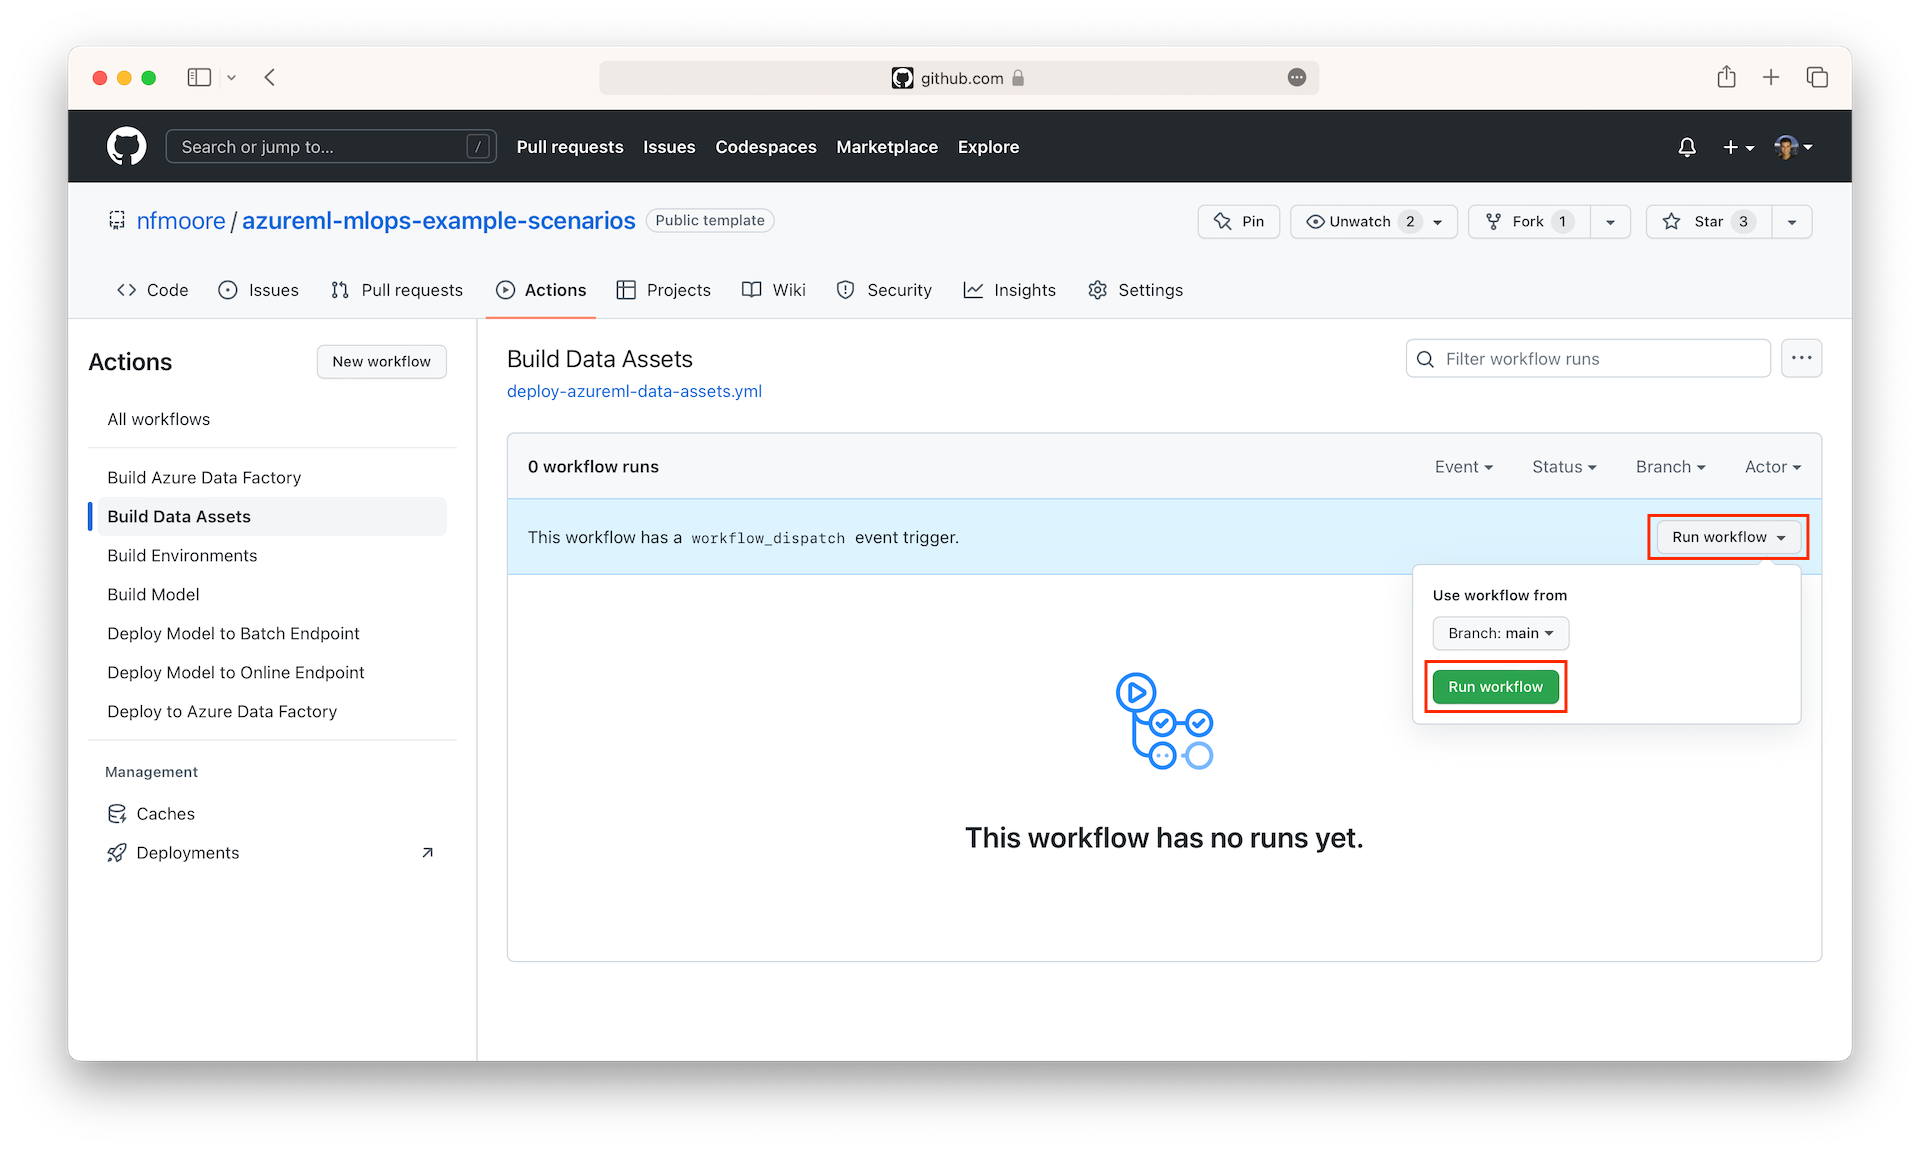 github.com
Search or jump to... /
Pull requests Issues Codespaces Marketplace Explore
nfmoore / azureml-mlops-example-scenarios Public template
Pin Unwatch 2 Fork 1 Star 3
Code Issues Pull requests Actions Projects Wiki Security Insights Settings
Actions New workflow
All workflows
Build Azure Data Factory
Build Data Assets
Build Environments
Build Model
Deploy Model to Batch Endpoint
Deploy Model to Online Endpoint
Deploy to Azure Data Factory
Management
Caches
Deployments
Build Data Assets
deploy-azureml-data-assets.yml
Filter workflow runs
0 workflow runs Event Status Branch Actor
This workflow has a workflow_dispatch event trigger. Run workflow
Use workflow from
Branch: main
Run workflow
This workflow has no runs yet.